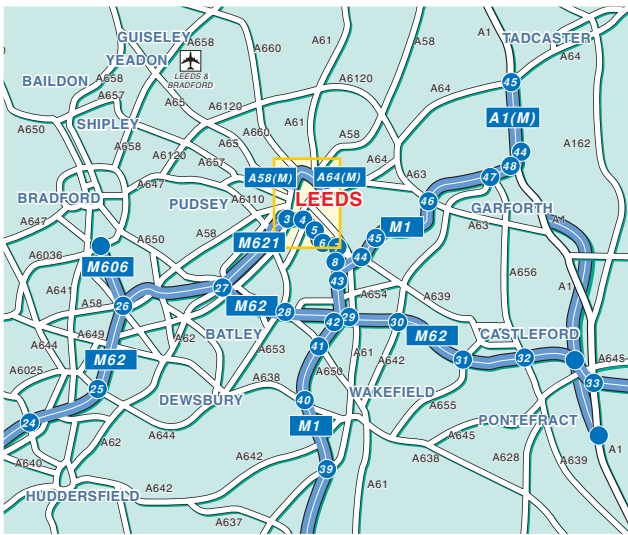 GUISELEY
A658
A660
A61
A58
A1
TADCASTER
A64
YEADON
LEEDS &
BRADFORD
BAILDON
A658
A657
A65
A6120
A64
45
A650
SHIPLEY
A6120
A660
A61
A58
A1(M)
A162
A658
A65
A6120
A657
A64
44
48
A58(M)
A64(M)
A63
47
A647
BRADFORD
PUDSEY
A6110
LEEDS
46
GARFORTH
A647
3
4
5
6
M1
A63
A1
A650
A58
M621
45
A6036
M606
8
44
A656
A641
27
43
A654
A639
A58
26
M62
28
42
29
30
M62
A649
A62
BATLEY
CASTLEFORD
A644
M62
A653
41
A61
A642
31
32
A645
A6025
25
A638
A650
33
DEWSBURY
40
WAKEFIELD
A655
24
M1
PONTEFRACT
A62
A644
A645
A1
A640
A642
39
A638
A628
A639
HUDDERSFIELD
A642
A61
A637